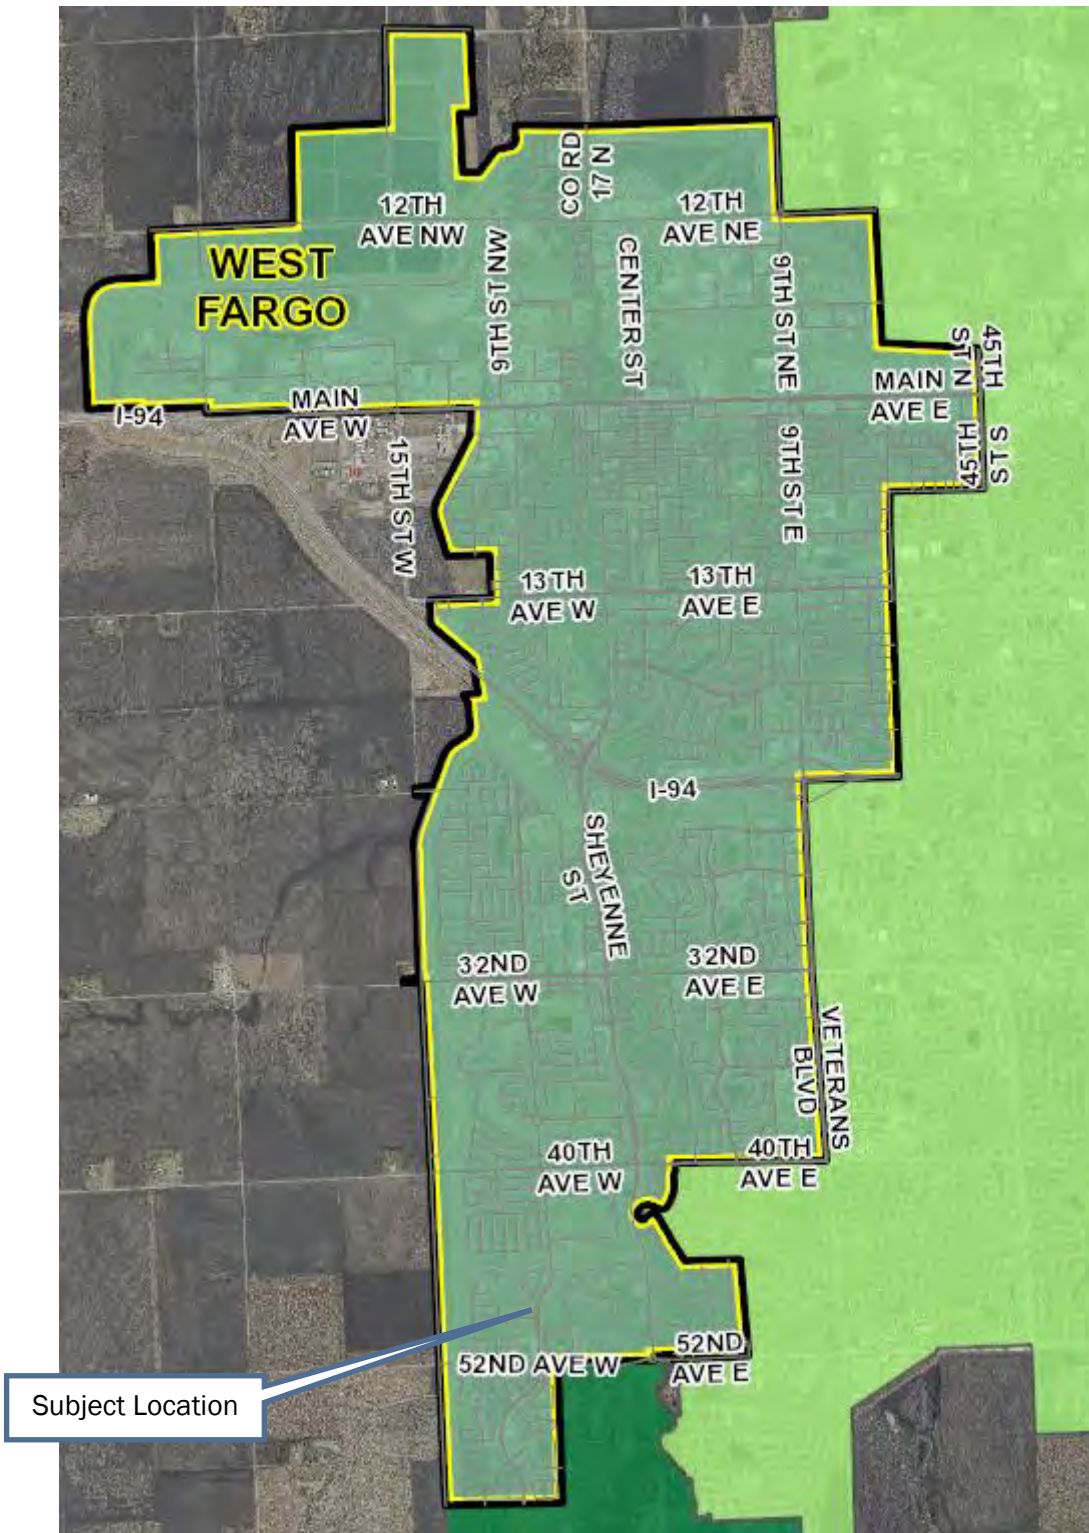 CO RD
17 N
12TH
AVE NW
12TH
AVE NE
WEST
FARGO
9TH ST NW
CENTER ST
9TH ST NE
45TH
ST N
MAIN
AVE E
I-94
MAIN
AVE W
15TH ST W
9TH ST E
45TH
ST S
13TH
AVE W
13TH
AVE E
I-94
SHEYENNE
ST
32ND
AVE W
32ND
AVE E
VETERANS
BLVD
40TH
AVE W
40TH
AVE E
52ND AVE W
52ND
AVE E
Subject Location